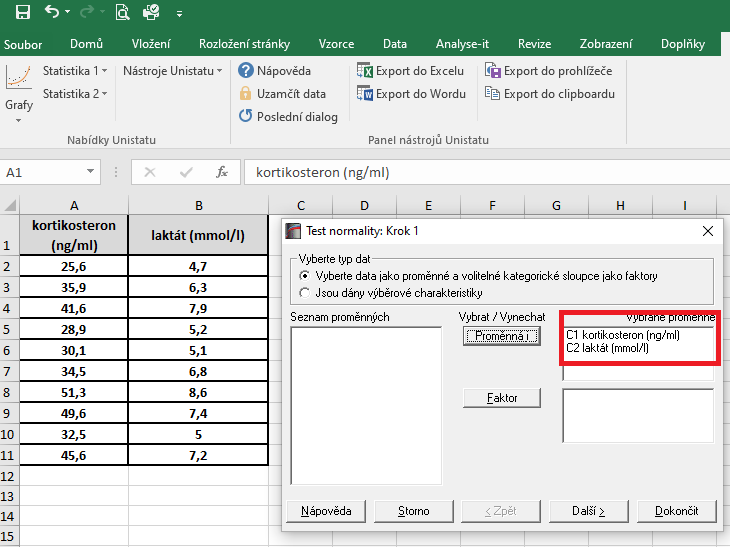 Soubor Domů Vložení Rozložení stránky Vzorce Data Analyse-it Revize Zobrazení Doplňky
Grafy
Statistika 1
Statistika 2
Nástroje Unistatu
Nabídky Unistatu
Nápověda
Uzamčít data
Poslední dialog
Export do Excelu
Export do Wordu
Export do prohlížeče
Export do clipboardu
Panel nástrojů Unistatu
A1
fx
kortikosteron (ng/ml)
A B C D E F G H I
1 kortikosteron (ng/ml) laktát (mmol/l)
2 25,6 4,7
3 35,9 6,3
4 41,6 7,9
5 28,9 5,2
6 30,1 5,1
7 34,5 6,8
8 51,3 8,6
9 49,6 7,4
10 32,5 5
11 45,6 7,2
12
13
14
15
Test normality: Krok 1
Vyberte typ dat
Vyberte data jako proměnné a volitelné kategorické sloupce jako faktory
Jsou dány výběrové charakteristiky
Seznam proměnných
Vybrat / Vynechat
Vybrané proměnné
Proměnná i
C1 kortikosteron (ng/ml)
C2 laktát (mmol/l)
Faktor
Nápověda
Storno
< Zpět
Další >
Dokončit